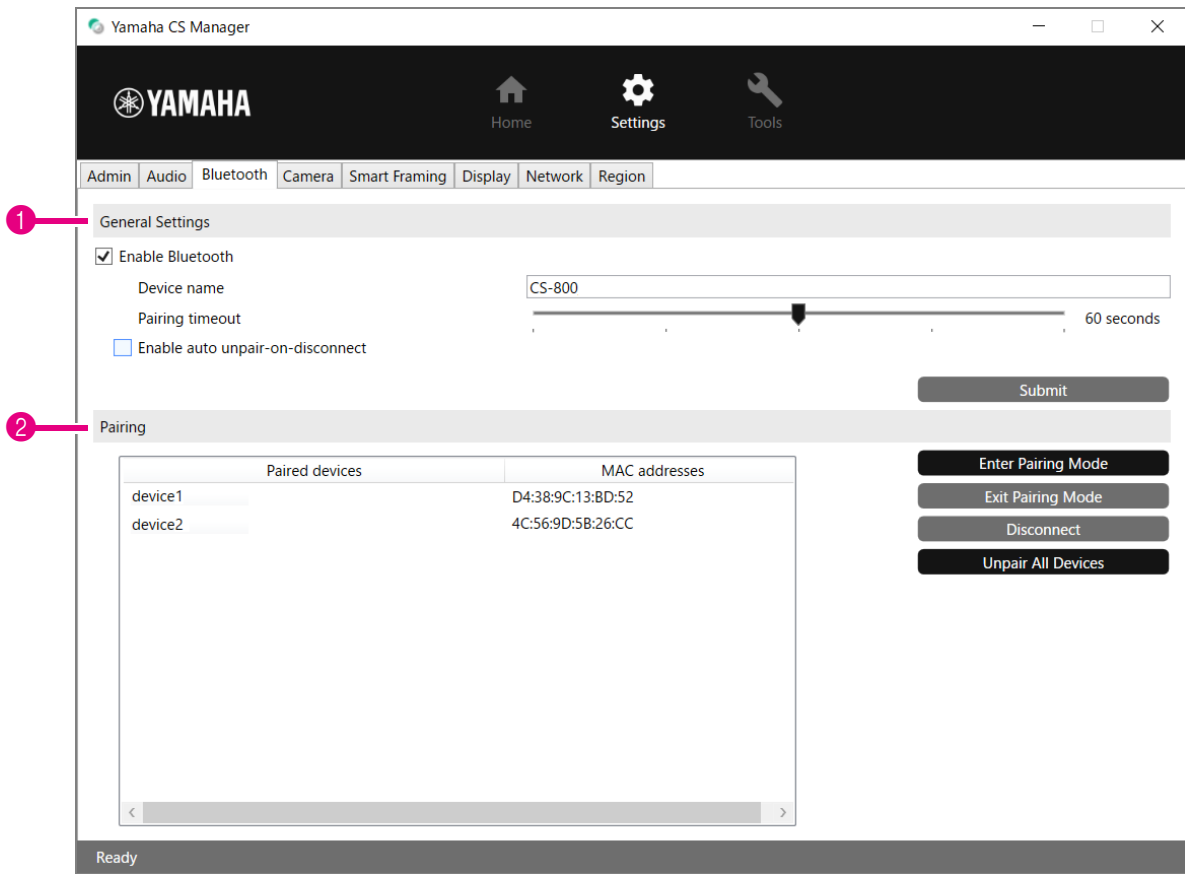 Yamaha CS Manager
YAMAHA
Home Settings Tools
Admin Audio Bluetooth Camera Smart Framing Display Network Region
1
General Settings
Enable Bluetooth
Device name CS-800
Pairing timeout 60 seconds
Enable auto unpair-on-disconnect
Submit
2
Pairing
Paired devices MAC addresses
device1 D4:38:9C:13:BD:52
device2 4C:56:9D:5B:26:CC
Enter Pairing Mode
Exit Pairing Mode
Disconnect
Unpair All Devices
Ready